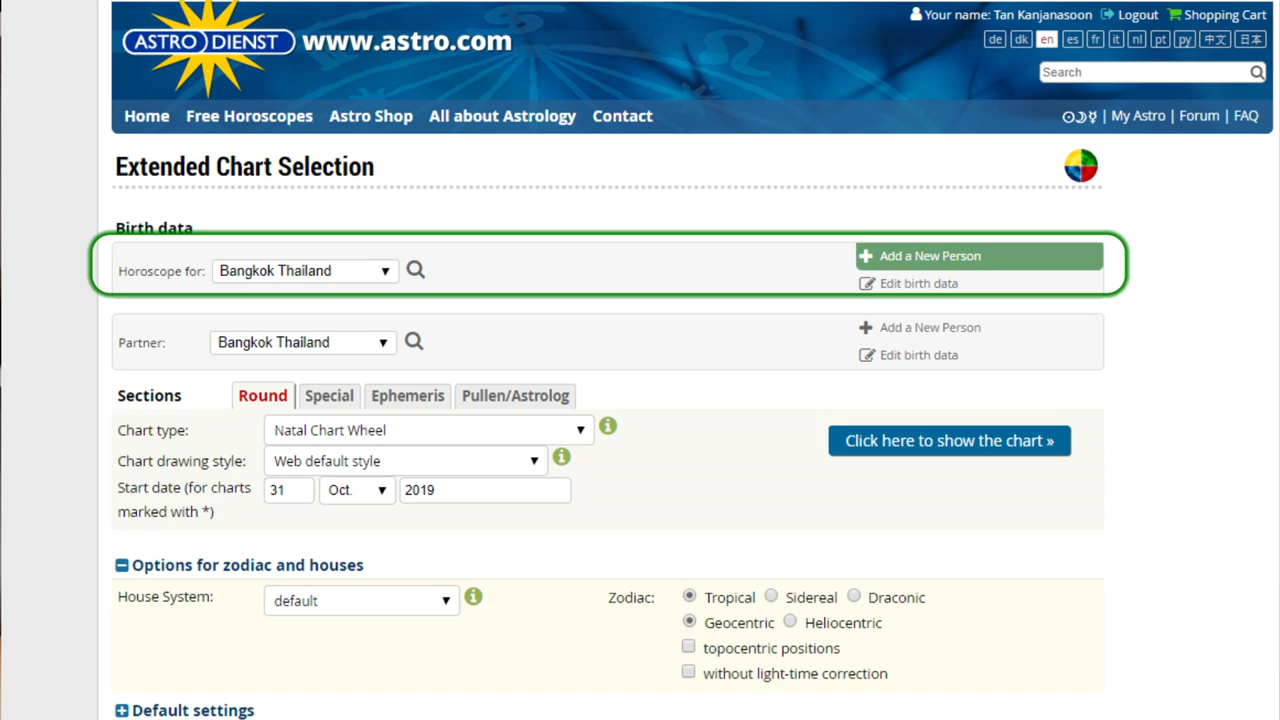 Your name: Tan Kanjanasoon Logout Shopping Cart
ASTRO DIENST www.astro.com
de dk en es fr it nl pt py 中文 日本
Search
Home Free Horoscopes Astro Shop All about Astrology Contact
My Astro | Forum | FAQ
Extended Chart Selection
Birth data
Add a New Person
Horoscope for: Bangkok Thailand
Edit birth data
Add a New Person
Partner: Bangkok Thailand
Edit birth data
Sections Round Special Ephemeris Pullen/Astrolog
Chart type: Natal Chart Wheel
Click here to show the chart »
Chart drawing style: Web default style
Start date (for charts
marked with *)
31 Oct. 2019
Options for zodiac and houses
House System: default
Zodiac: Tropical Sidereal Draconic
Geocentric Heliocentric
topocentric positions
without light-time correction
Default settings